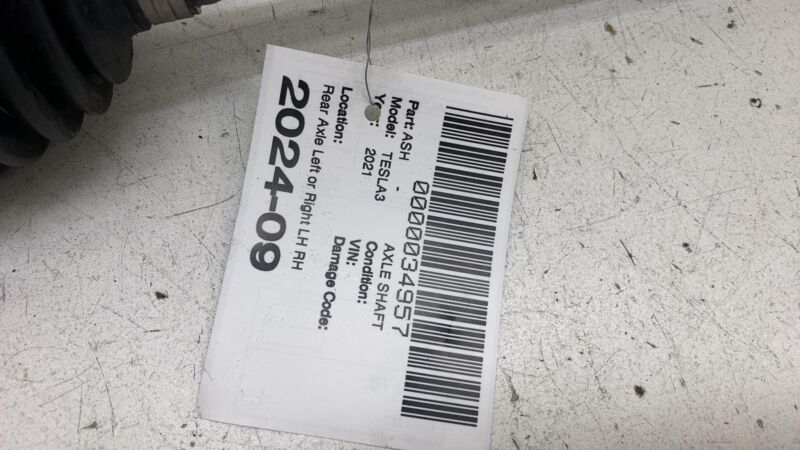 0000034957
Part: ASH - AXLE SHAFT
Model: TESLA3 Condition:
Year: 2021 VIN:
Location: Damage Code:
Rear Axle Left or Right LH RH
2024-09